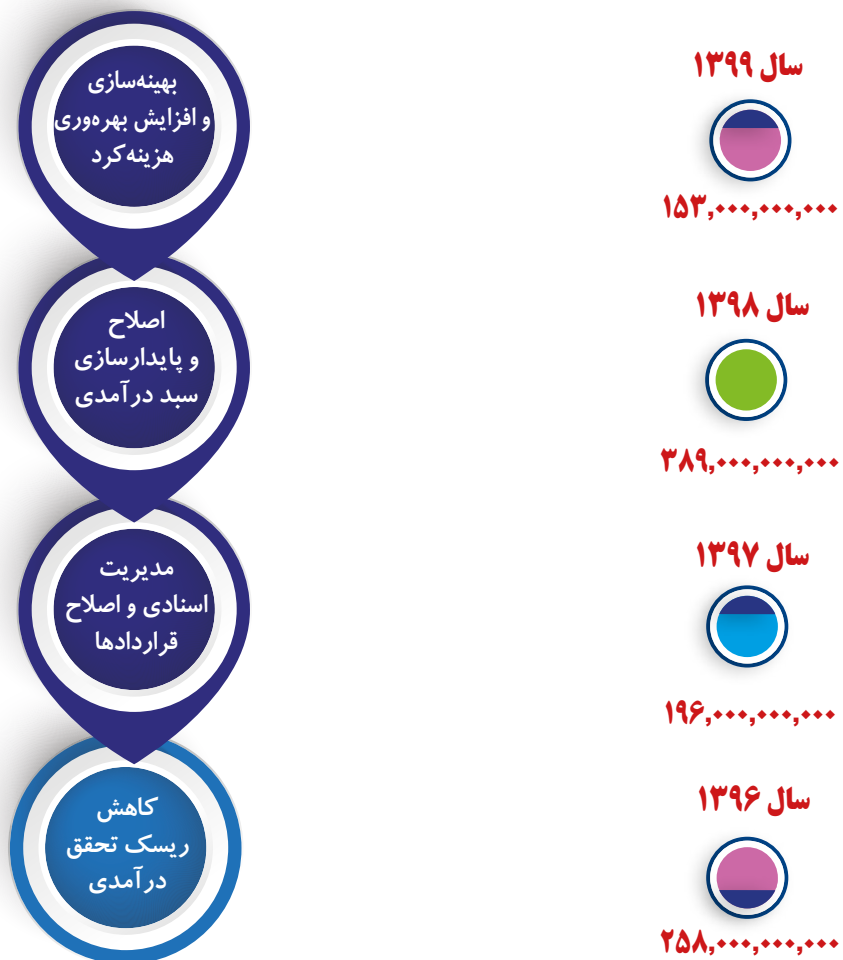 سال ۱۳۹۹
۱۵۳,۰۰۰,۰۰۰,۰۰۰
بهینه‌سازی
و افزایش بهره‌وری
هزینه‌کرد
سال ۱۳۹۸
۳۸۹,۰۰۰,۰۰۰,۰۰۰
اصلاح
و پایدارسازی
سبد درآمدی
سال ۱۳۹۷
۱۹۶,۰۰۰,۰۰۰,۰۰۰
مدیریت
اسنادی و اصلاح
قراردادها
سال ۱۳۹۶
۲۵۸,۰۰۰,۰۰۰,۰۰۰
کاهش
ریسک تحقق
درآمدی